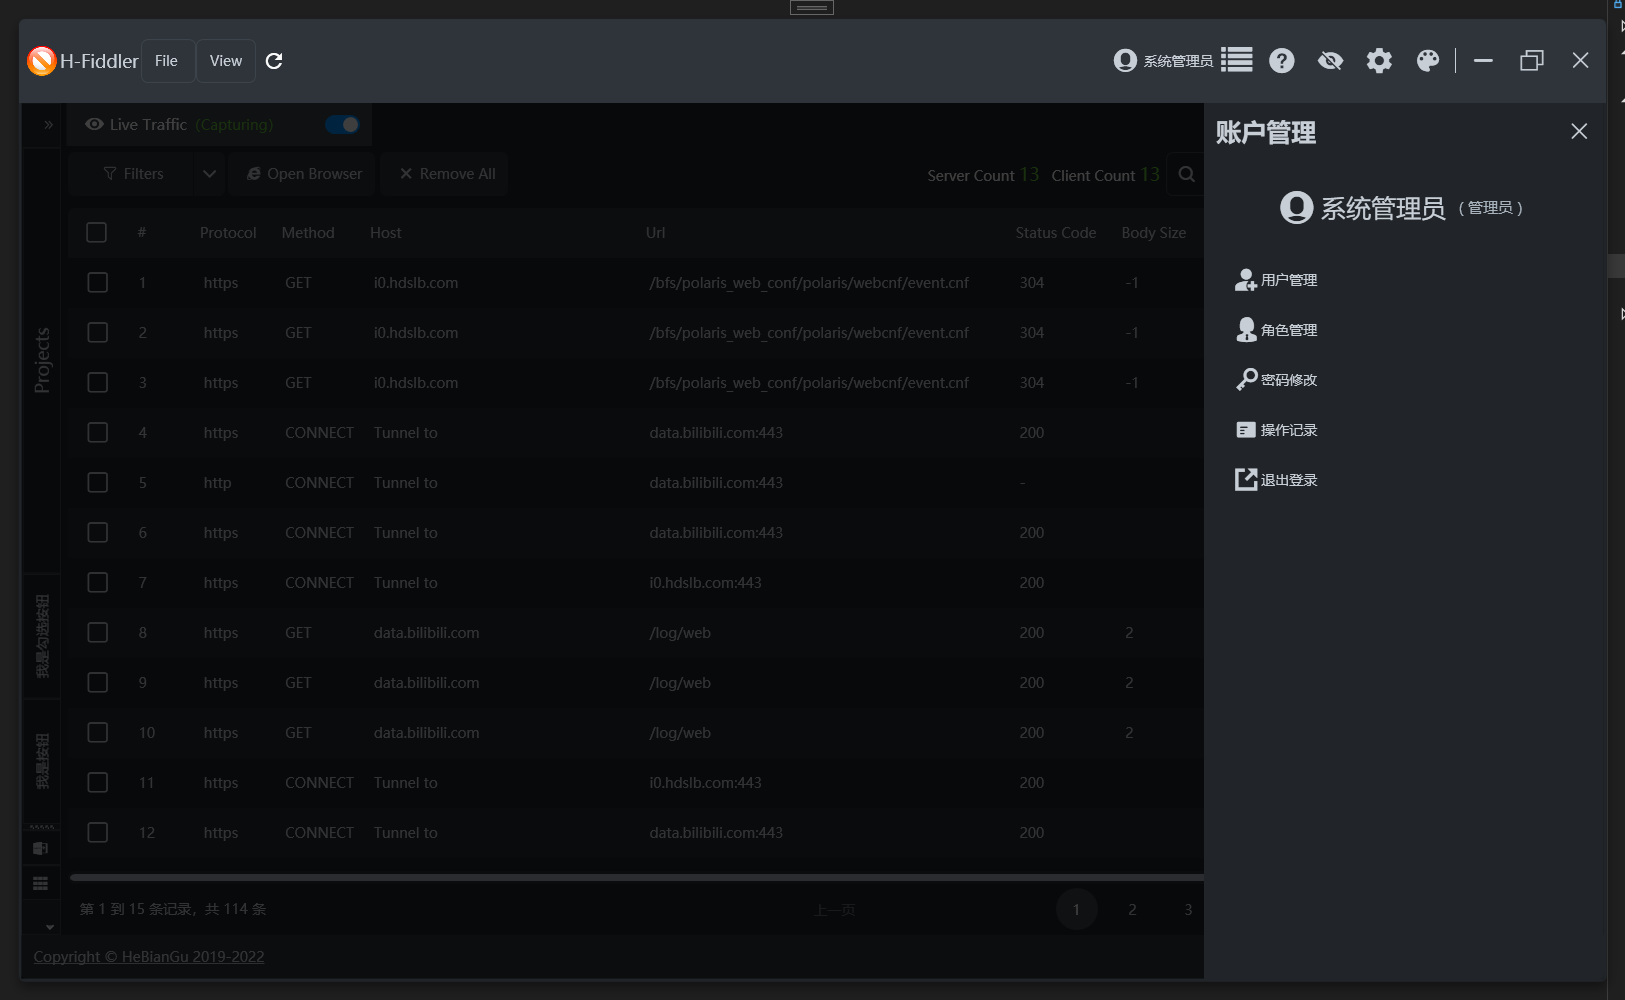 H-Fiddler File View 系统管理员
» Live Traffic (Capturing)
账户管理
Filters Open Browser Remove All Server Count 13 Client Count 13
系统管理员 ( 管理员 )
# Protocol Method Host Url Status Code Body Size
1 https GET i0.hdslb.com /bfs/polaris_web_conf/polaris/webcnf/event.cnf 304 -1
2 https GET i0.hdslb.com /bfs/polaris_web_conf/polaris/webcnf/event.cnf 304 -1
3 https GET i0.hdslb.com /bfs/polaris_web_conf/polaris/webcnf/event.cnf 304 -1
4 https CONNECT Tunnel to data.bilibili.com:443 200
5 http CONNECT Tunnel to data.bilibili.com:443 -
6 https CONNECT Tunnel to data.bilibili.com:443 200
7 https CONNECT Tunnel to i0.hdslb.com:443 200
8 https GET data.bilibili.com /log/web 200 2
9 https GET data.bilibili.com /log/web 200 2
10 https GET data.bilibili.com /log/web 200 2
11 https CONNECT Tunnel to i0.hdslb.com:443 200
12 https CONNECT Tunnel to data.bilibili.com:443 200
用户管理
角色管理
密码修改
操作记录
退出登录
Projects
我是勾选按钮
我是按钮
第 1 到 15 条记录，共 114 条 上一页 1 2 3
Copyright © HeBianGu 2019-2022